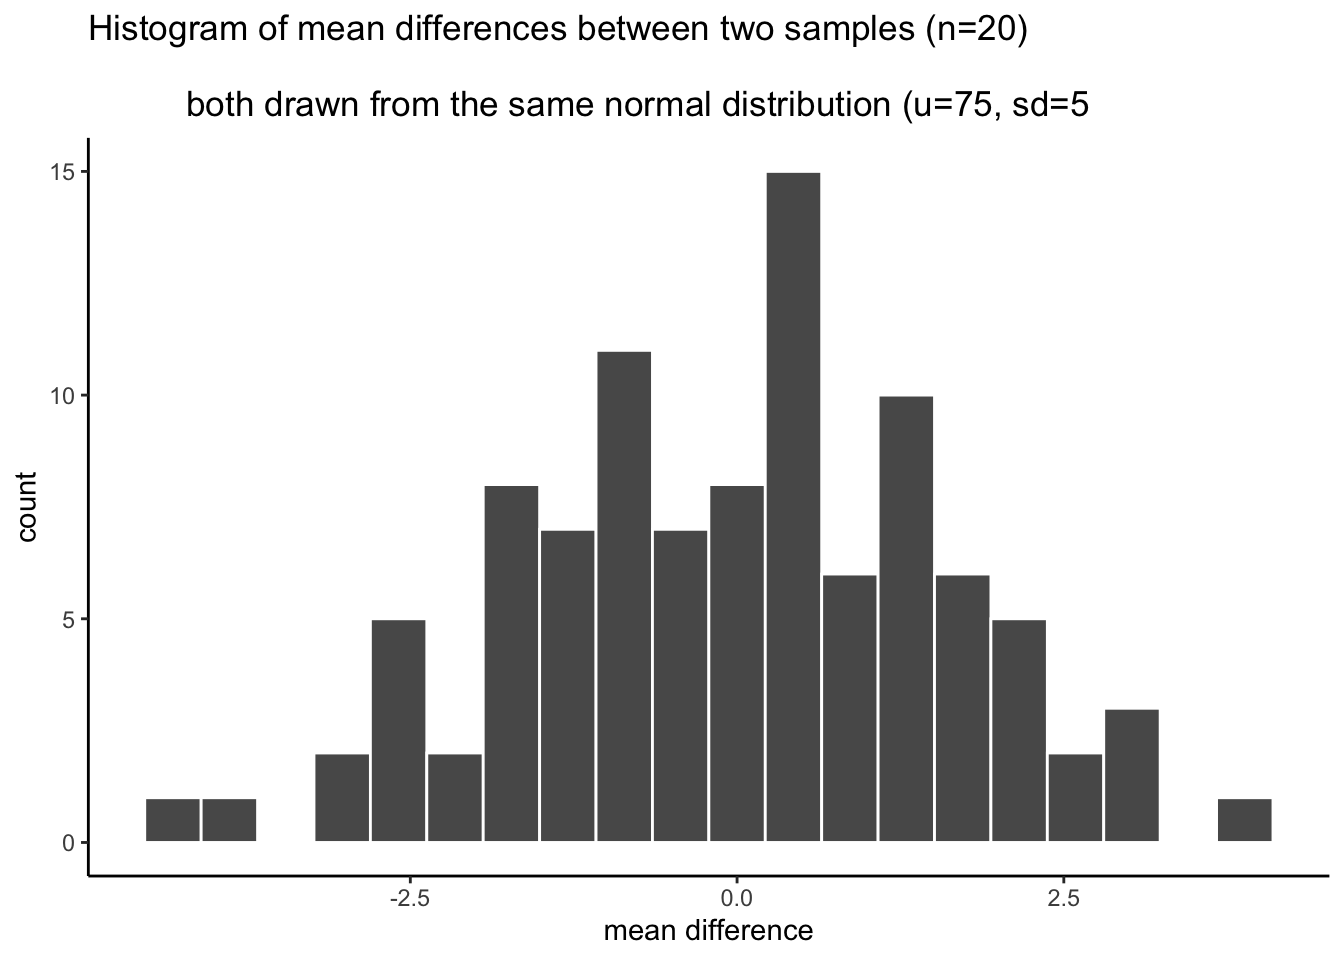 Histogram of mean differences between two samples (n=20)
both drawn from the same normal distribution (u=75, sd=5
15
10
5
0
count
-2.5
0.0
2.5
mean difference